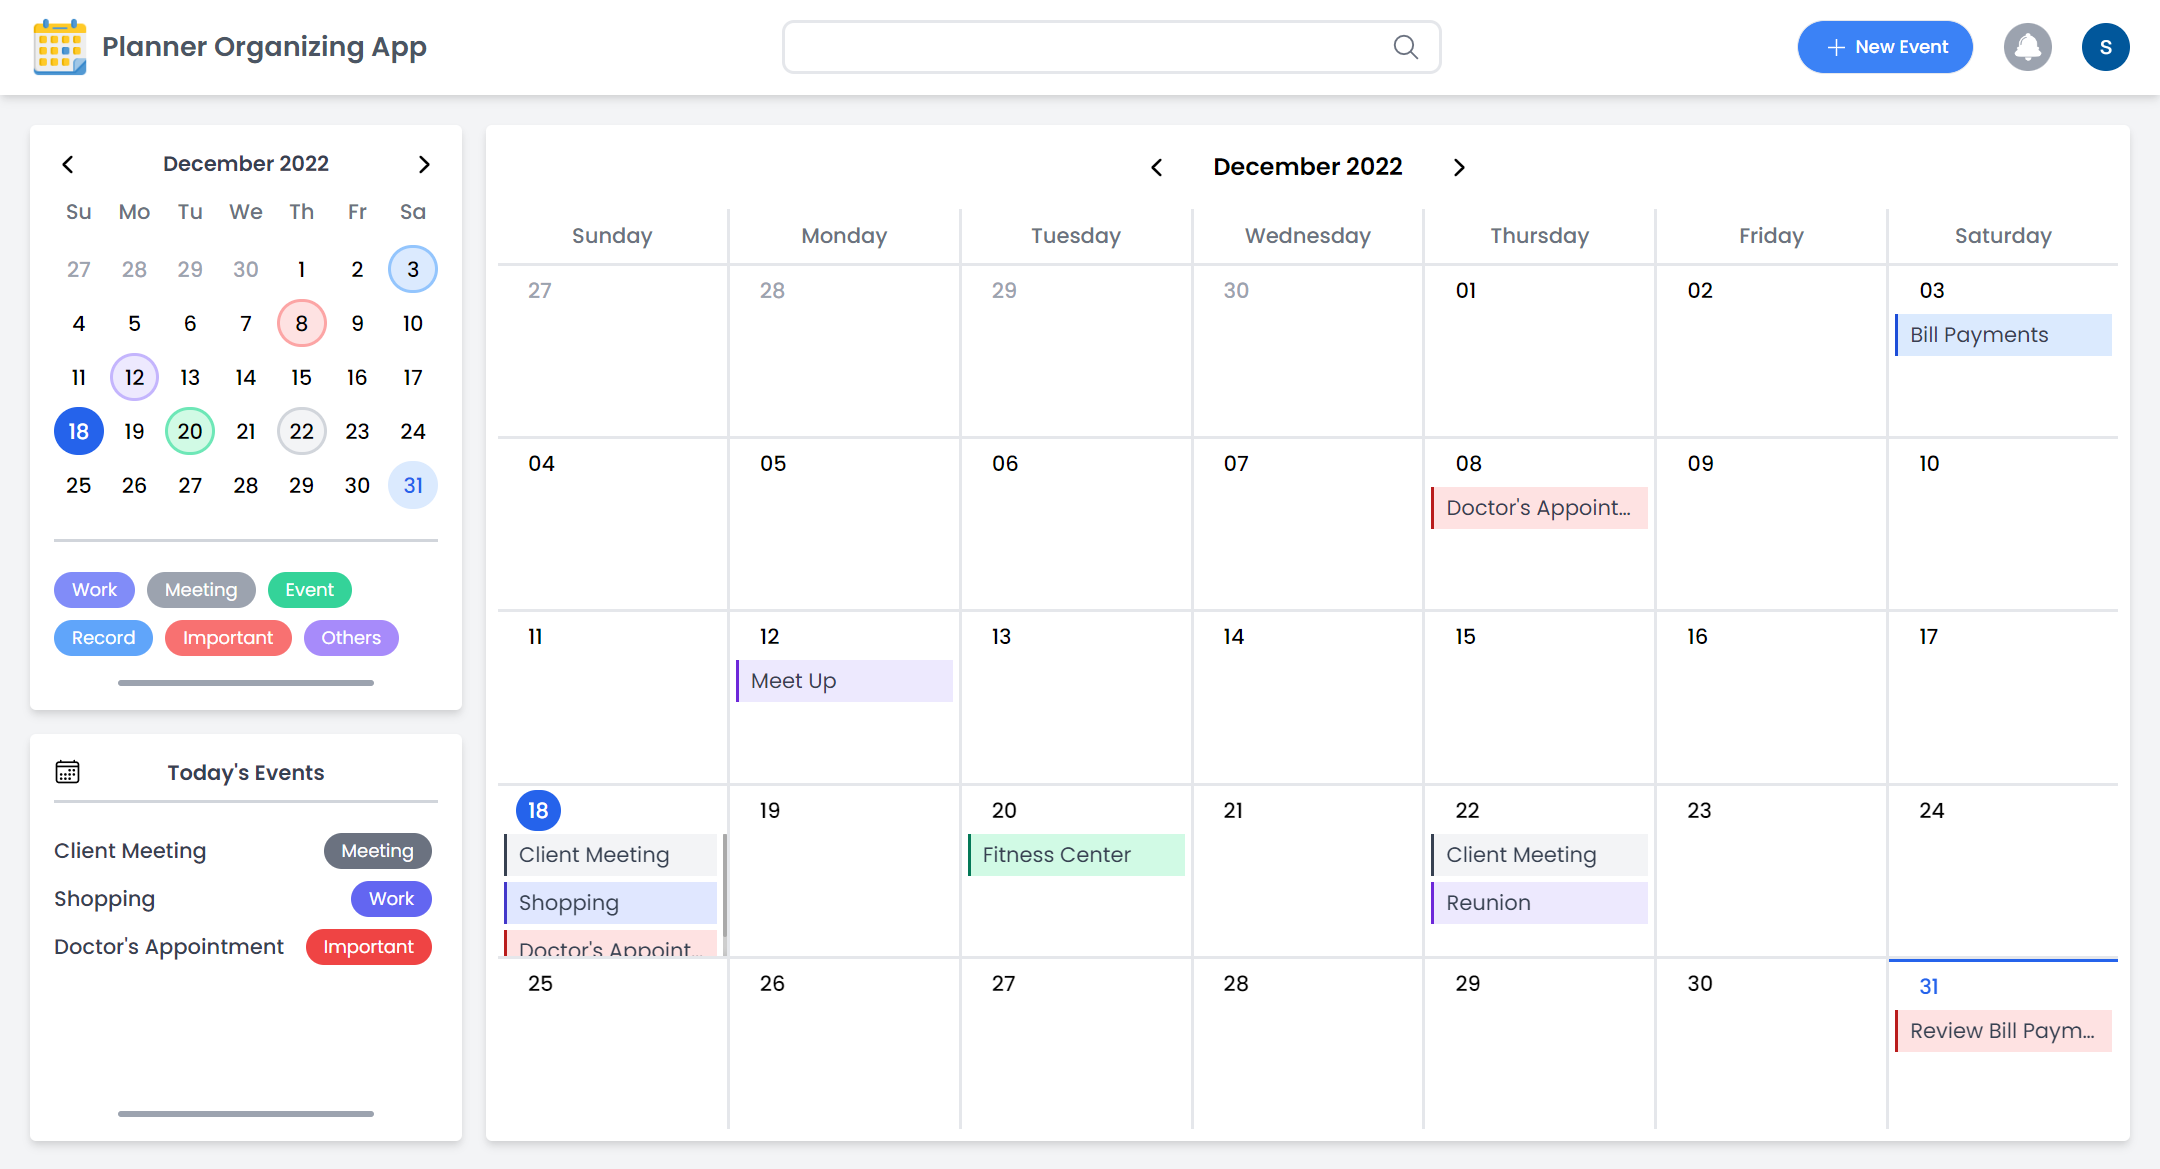 Planner Organizing App
New Event
S
December 2022
Su Mo Tu We Th Fr Sa
27 28 29 30 1 2 3
4 5 6 7 8 9 10
11 12 13 14 15 16 17
18 19 20 21 22 23 24
25 26 27 28 29 30 31
Work Meeting Event
Record Important Others
Today's Events
Client Meeting Meeting
Shopping Work
Doctor's Appointment Important
December 2022
Sunday Monday Tuesday Wednesday Thursday Friday Saturday
27 28 29 30 01 02 03
Bill Payments
04 05 06 07 08 09 10
Doctor's Appoint...
11 12 13 14 15 16 17
Meet Up
18 19 20 21 22 23 24
Client Meeting Fitness Center Client Meeting
Shopping Reunion
Doctor's Appoint...
25 26 27 28 29 30 31
Review Bill Paym...